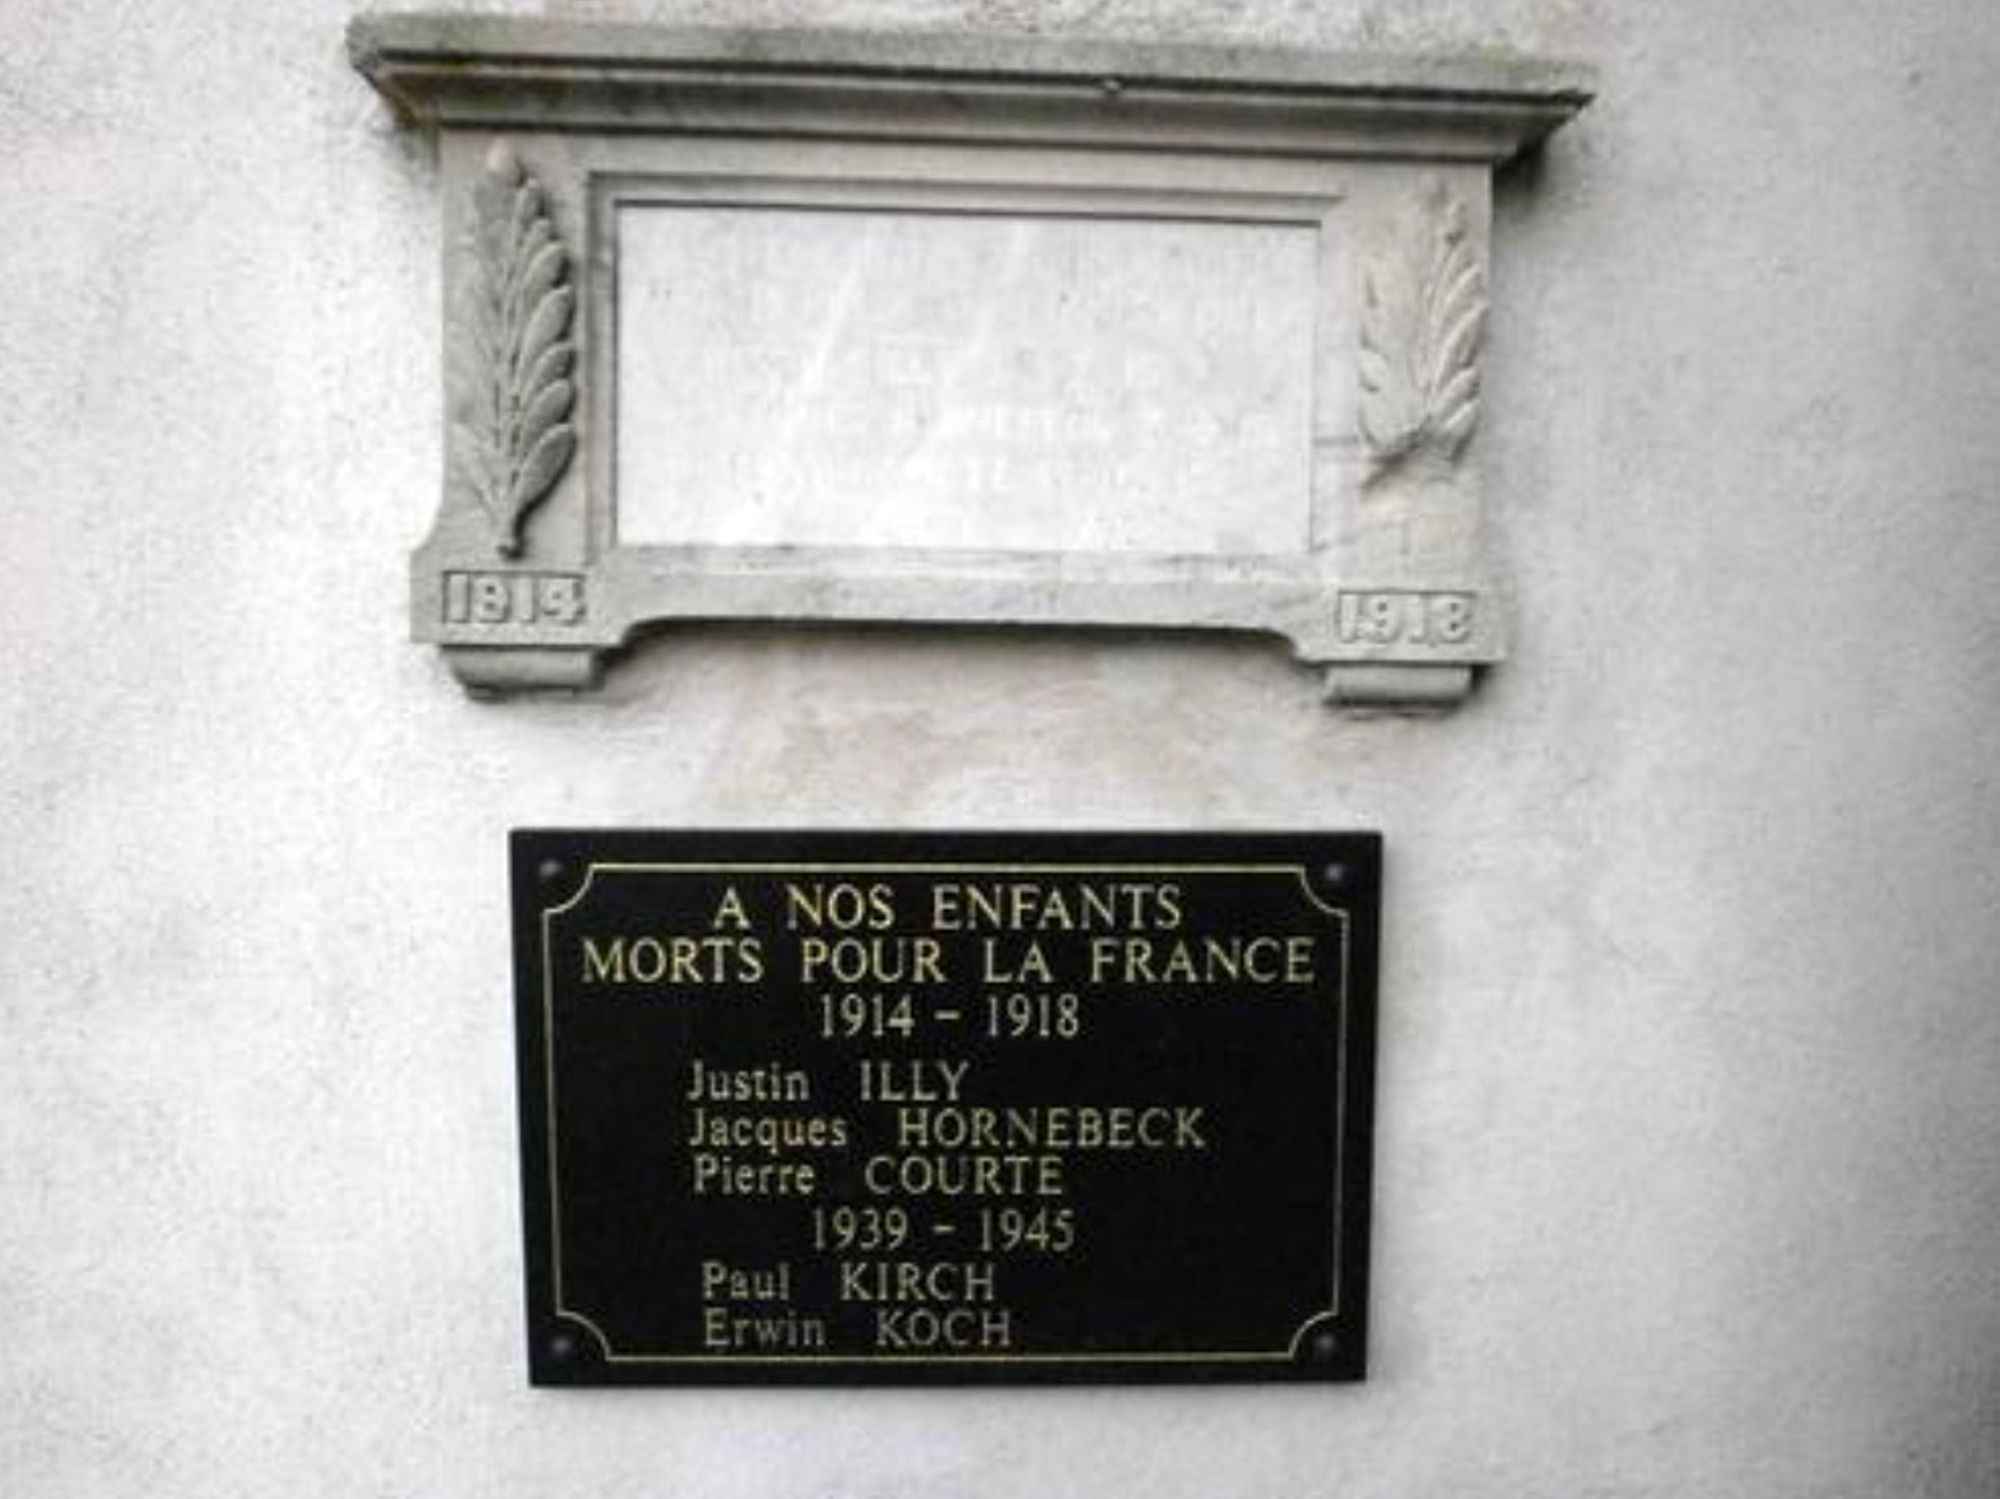 1914
1918
A NOS ENFANTS
MORTS POUR LA FRANCE
1914 - 1918
Justin ILLY
Jacques HORNEBECK
Pierre COURTE
1939 - 1945
Paul KIRCH
Erwin KOCH